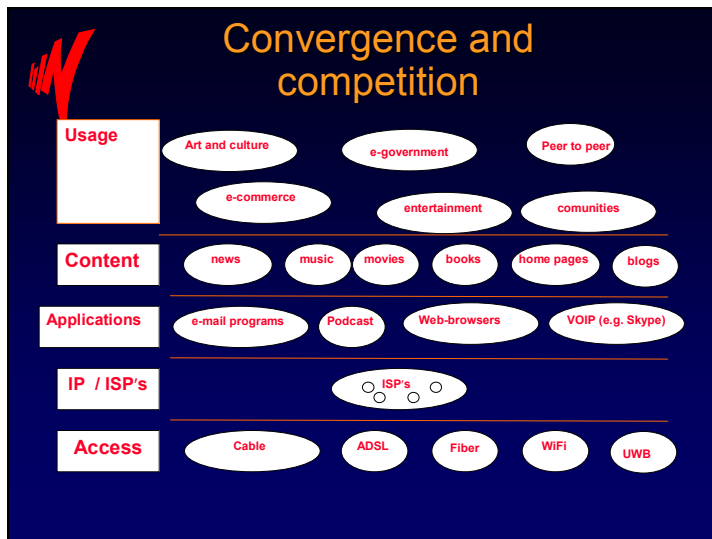 Convergence and
competition
Usage
Art and culture
e-government
Peer to peer
e-commerce
entertainment
comunities
Content
news
music
movies
books
home pages
blogs
Applications
e-mail programs
Podcast
Web-browsers
VOIP (e.g. Skype)
IP / ISP's
ISP's
Access
Cable
ADSL
Fiber
WiFi
UWB